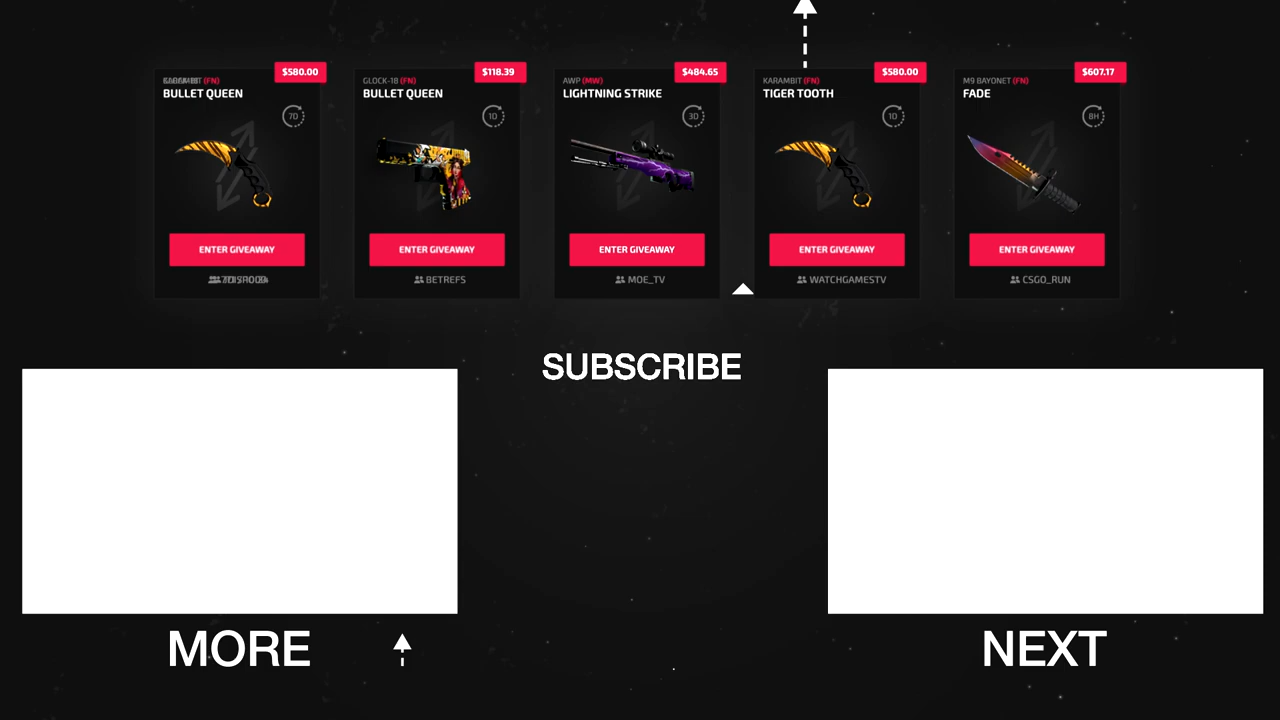 $580.00
(FN)
BULLET QUEEN
7D
ENTER GIVEAWAY
$118.39
GLOCK-18 (FN)
BULLET QUEEN
1D
ENTER GIVEAWAY
BETREFS
$484.65
AWP (MW)
LIGHTNING STRIKE
3D
ENTER GIVEAWAY
MOE_TV
$580.00
KARAMBIT (FN)
TIGER TOOTH
1D
ENTER GIVEAWAY
WATCHGAMESTV
$607.17
M9 BAYONET (FN)
FADE
8H
ENTER GIVEAWAY
CSGO_RUN
SUBSCRIBE
MORE
NEXT